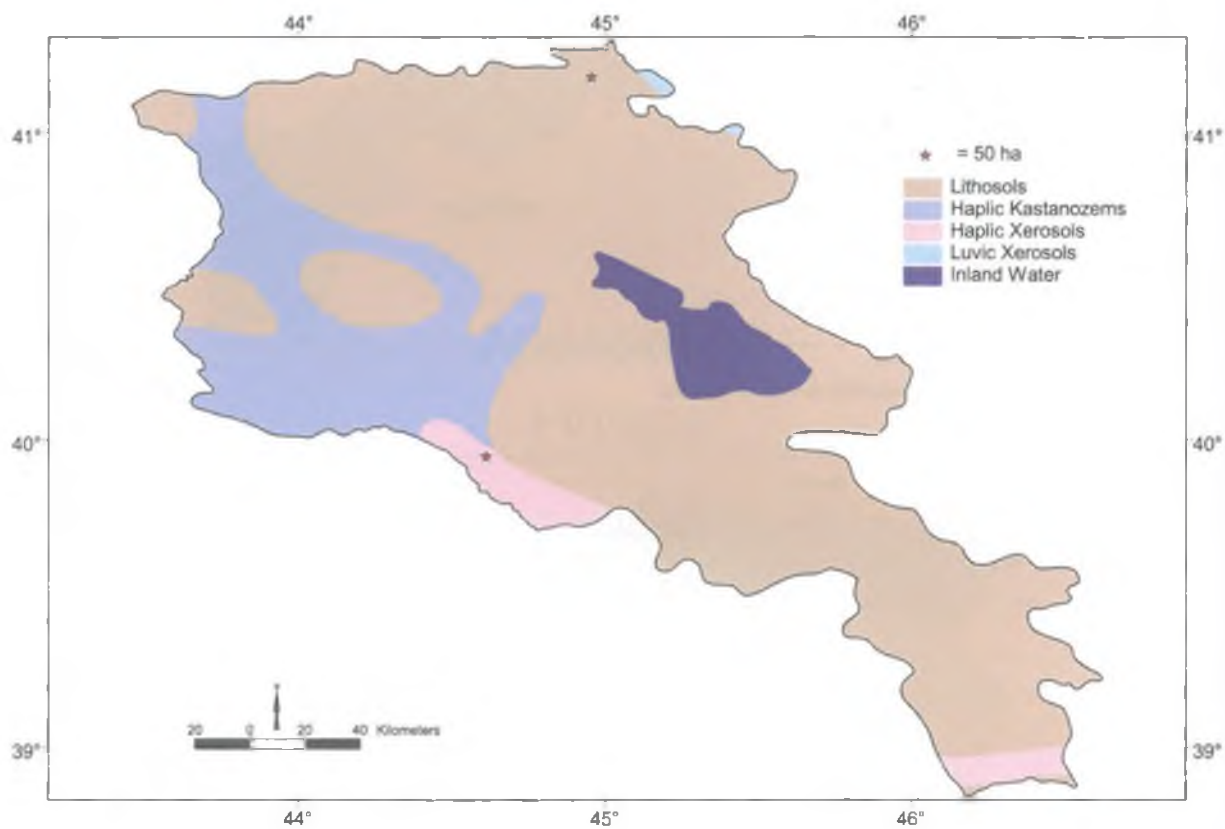 44° 45° 46°
41° 41°
= 50 ha
Lithosols
Haplic Kastanozems
Haplic Xerosols
Luvic Xerosols
Inland Water
40° 40°
20 0 20 40 Kilometers
39° 39°
44° 45° 46°